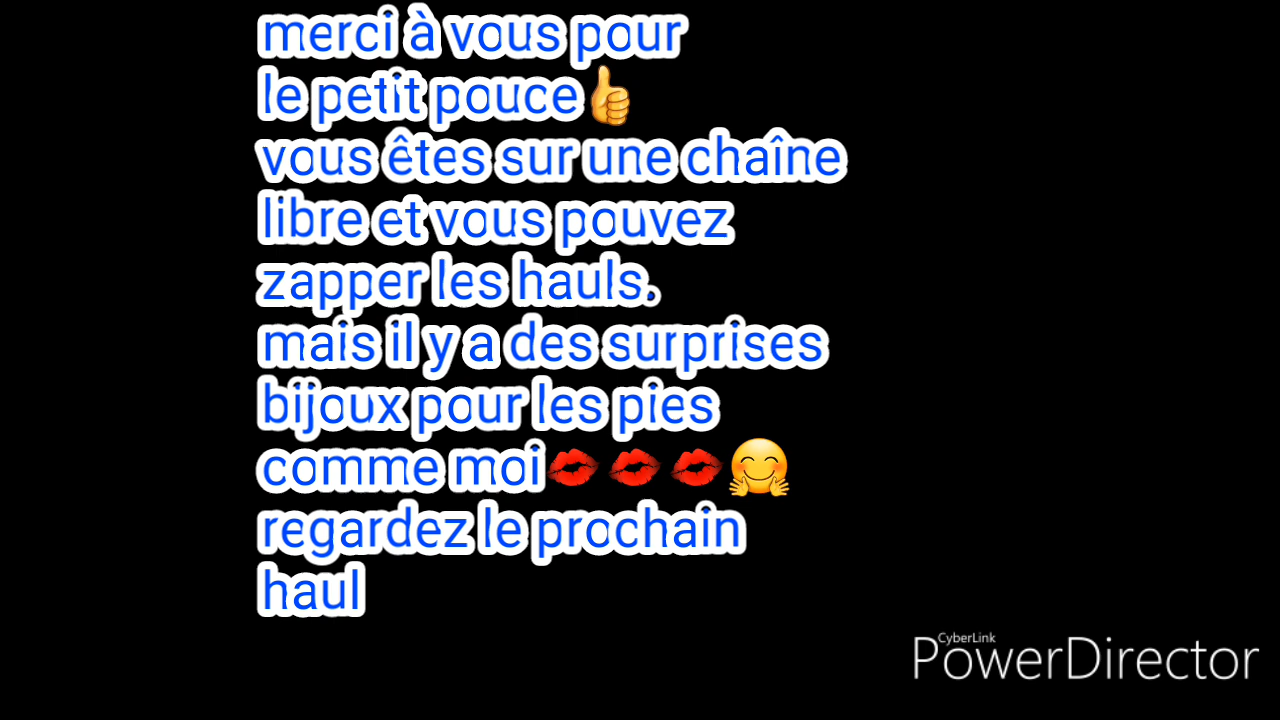 merci à vous pour
le petit pouce👍
vous êtes sur une chaîne
libre et vous pouvez
zapper les hauls.
mais il y a des surprises
bijoux pour les pies
comme moi💋💋💋🤗
regardez le prochain
haul
CyberLink
PowerDirector